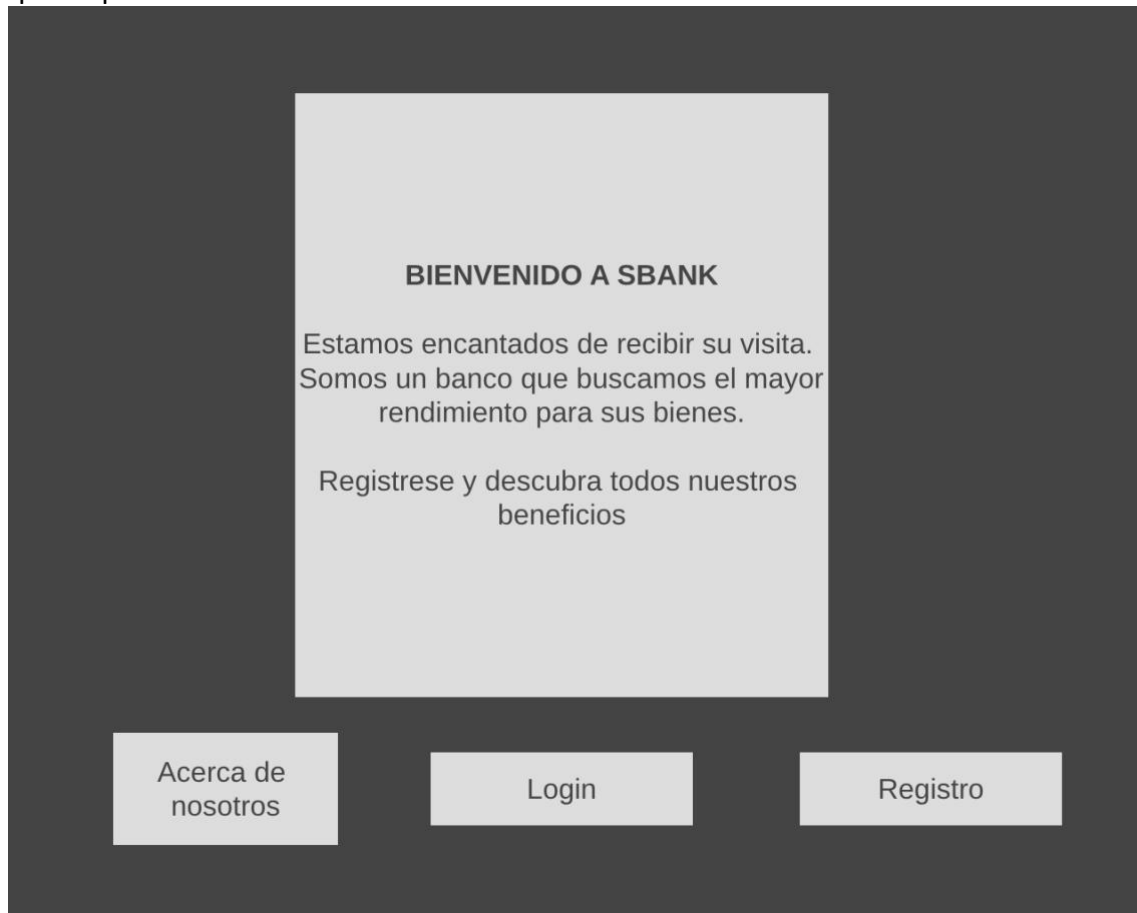 BIENVENIDO A SBANK
Estamos encantados de recibir su visita.
Somos un banco que buscamos el mayor
rendimiento para sus bienes.
Registrese y descubra todos nuestros
beneficios
Acerca de
nosotros
Login
Registro